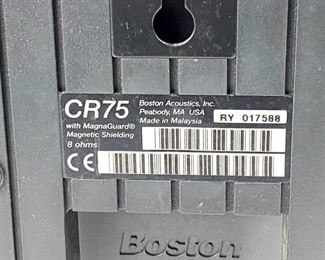 CR75
with MagnaGuard®
Magnetic Shielding
8 ohms
CE
Boston Acoustics, Inc.
Peabody, MA USA
Made in Malaysia
RY 017588
Boston